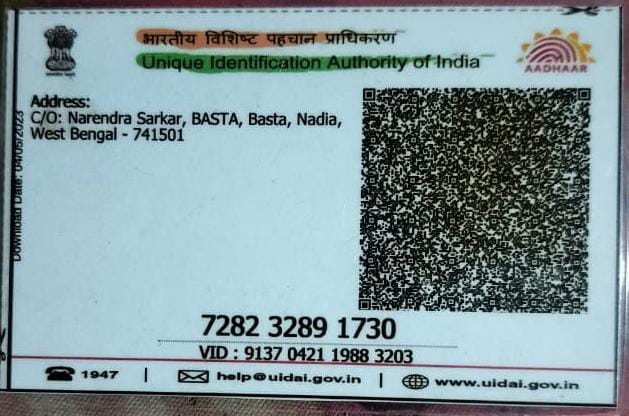 भारतीय विशिष्ट पहचान प्राधिकरण
Unique Identification Authority of India
AADHAAR
Address:
C/O: Narendra Sarkar, BASTA, Basta, Nadia,
West Bengal - 741501
Download Date: 04/05/2023
7282 3289 1730
VID : 9137 0421 1988 3203
1947 | help@uidai.gov.in | www.uidai.gov.in